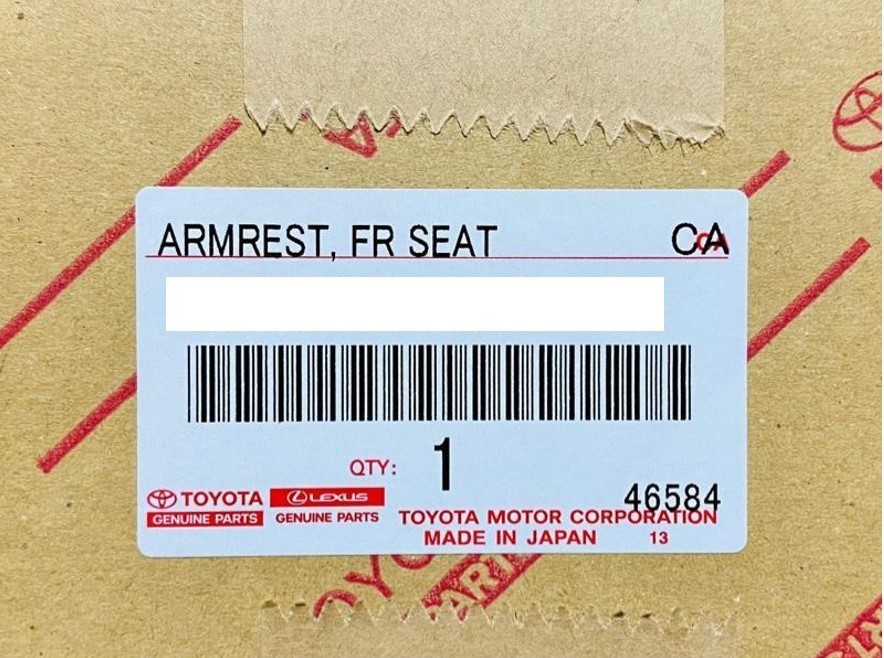 ARMREST, FR SEAT CA CA
QTY: 1
46584
TOYOTA LEXUS
GENUINE PARTS GENUINE PARTS
TOYOTA MOTOR CORPORATION
MADE IN JAPAN 13